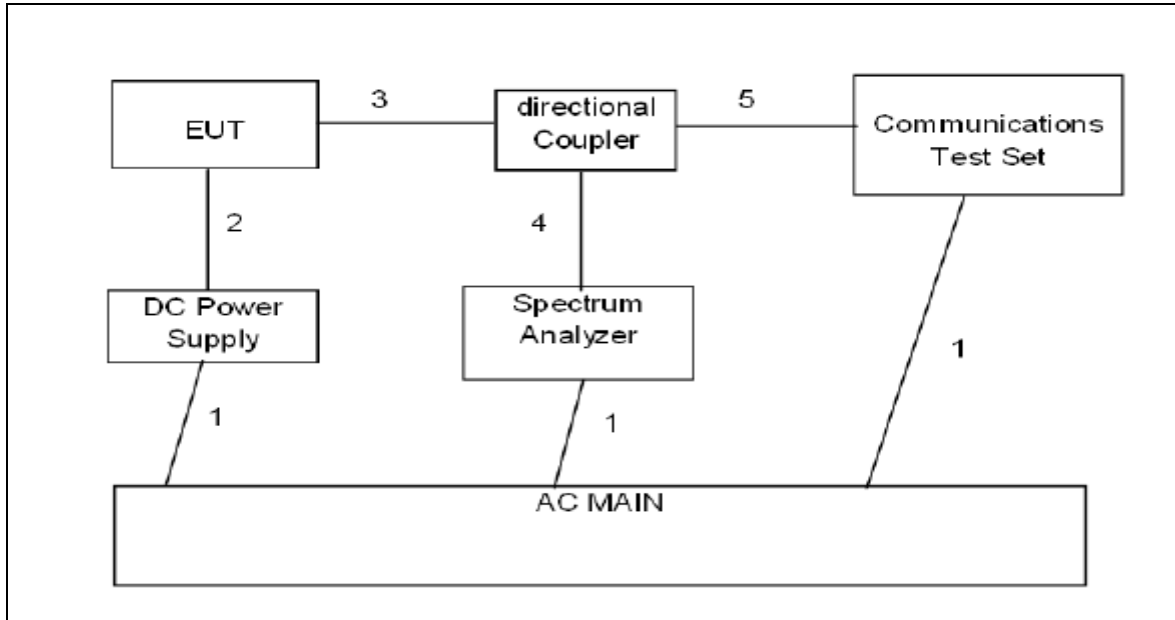 EUT
3
directional
Coupler
5
Communications
Test Set
2
4
DC Power
Supply
Spectrum
Analyzer
1
1
1
AC MAIN